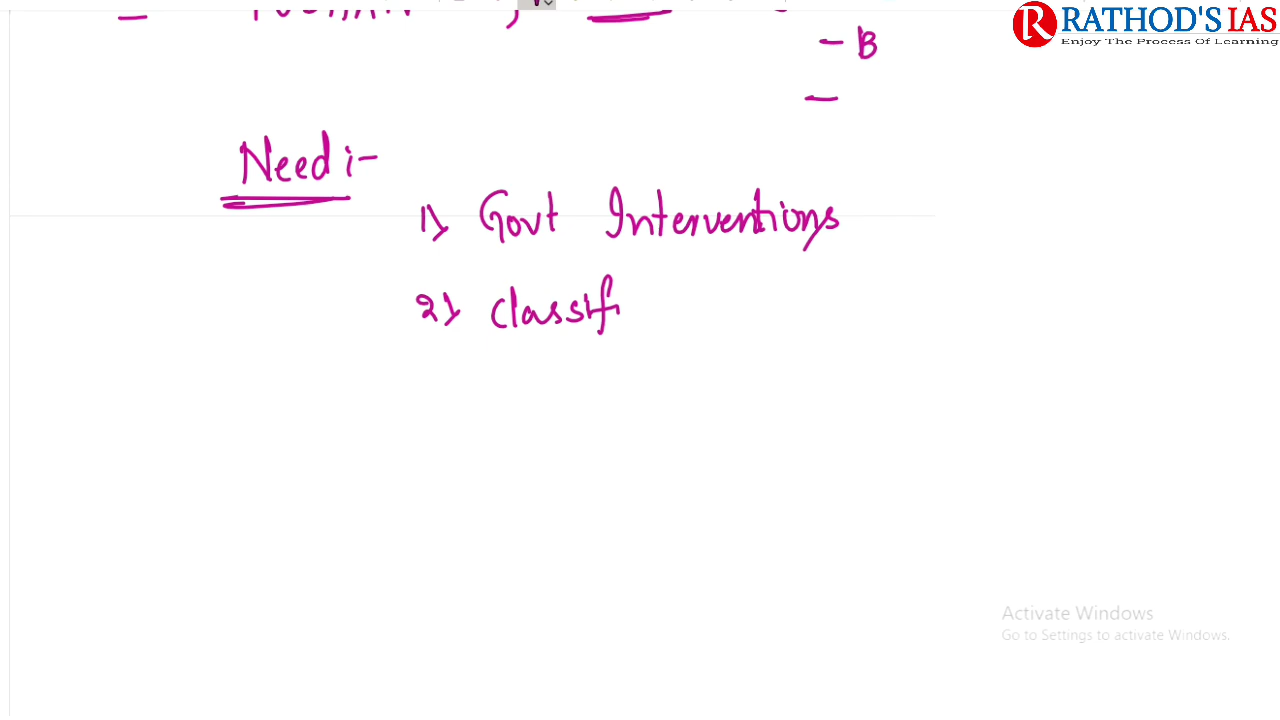 RATHOD'S IAS
R
Enjoy The Process Of Learning
- B
-
Need :-
1) Govt Interventions
2) classifi
Activate Windows
Go to Settings to activate Windows.